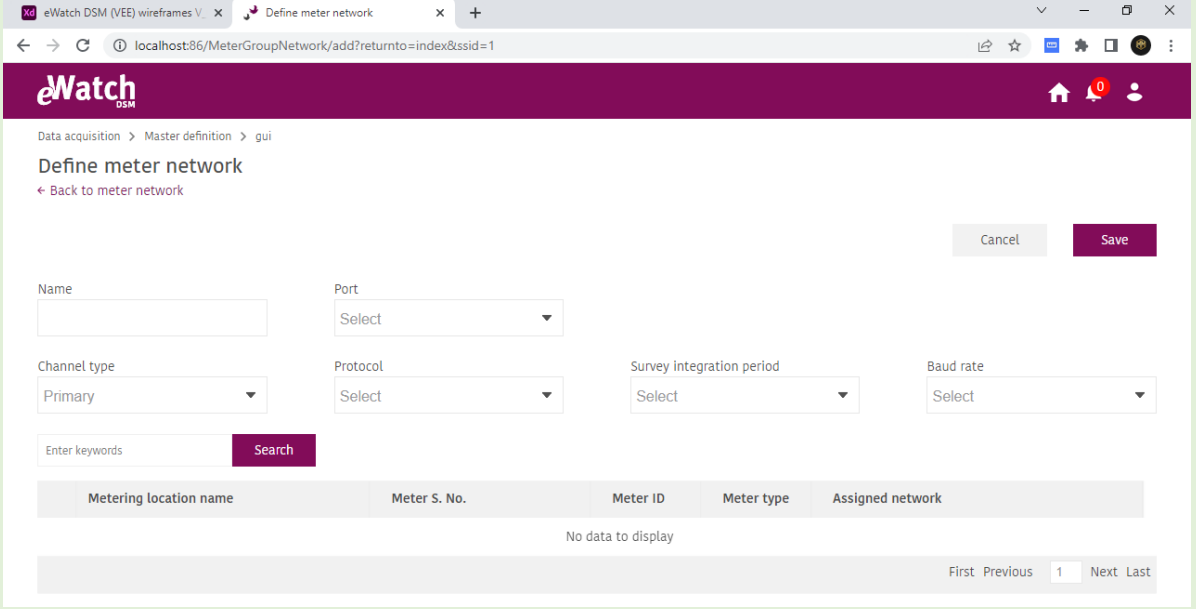 eWatch DSM (VEE) wireframes V_
Define meter network
localhost:86/MeterGroupNetwork/add?returnto=index&ssid=1
eWatch
DSM
0
Data acquisition > Master definition > gui
Define meter network
← Back to meter network
Cancel Save
Name Port
Select
Channel type Protocol Survey integration period Baud rate
Primary Select Select Select
Enter keywords Search
Metering location name Meter S. No. Meter ID Meter type Assigned network
No data to display
First Previous 1 Next Last